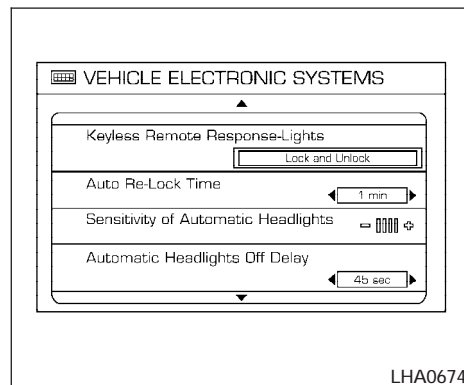 VEHICLE ELECTRONIC SYSTEMS
Keyless Remote Response-Lights
Lock and Unlock
Auto Re-Lock Time
1 min
Sensitivity of Automatic Headlights
− +
Automatic Headlights Off Delay
45 sec
LHA0674